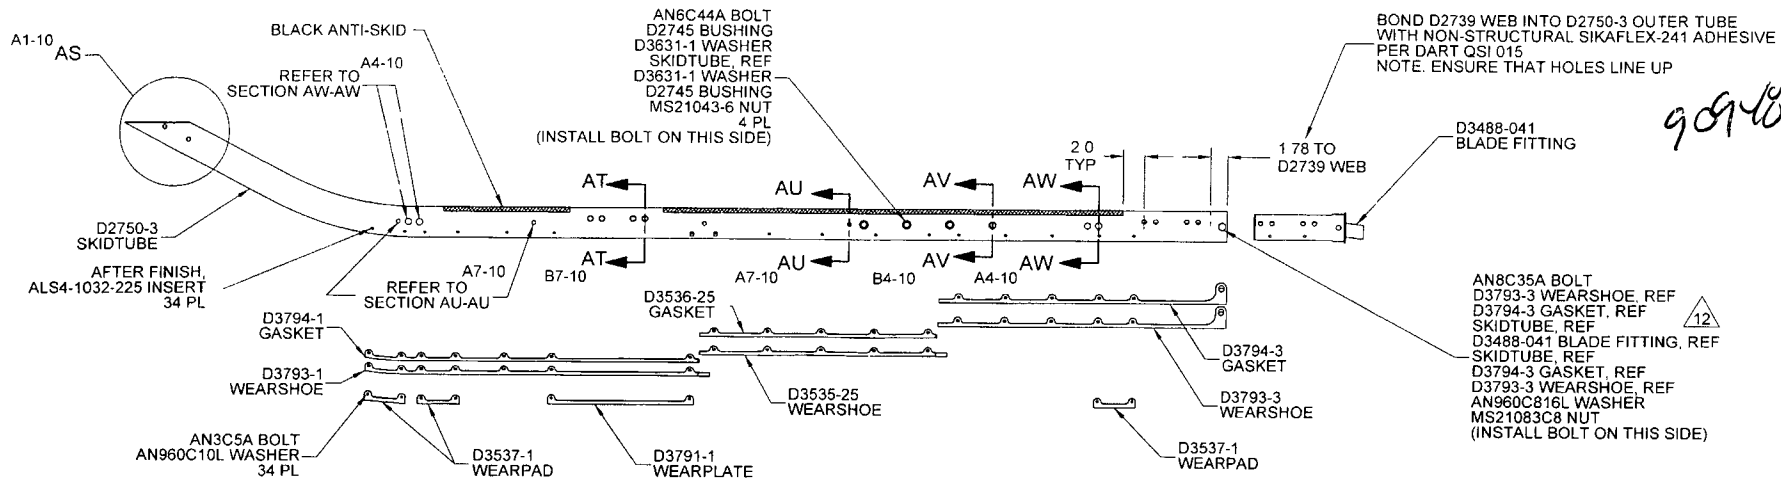 A1-10
AS
BLACK ANTI-SKID
REFER TO A4-10
SECTION AW-AW
AN6C44A BOLT
D2745 BUSHING
D3631-1 WASHER
SKIDTUBE, REF
D3631-1 WASHER
D2745 BUSHING
MS21043-6 NUT
4 PL
(INSTALL BOLT ON THIS SIDE)
BOND D2739 WEB INTO D2750-3 OUTER TUBE
WITH NON-STRUCTURAL SIKAFLEX-241 ADHESIVE
PER DART QSI 015
NOTE. ENSURE THAT HOLES LINE UP
D3488-041
BLADE FITTING
2 0
TYP
1 78 TO
D2739 WEB
AT
AU
AV
AW
D2750-3
SKIDTUBE
AFTER FINISH,
ALS4-1032-225 INSERT
34 PL
REFER TO
SECTION AU-AU
A7-10
B7-10
AT
A7-10
AU
B4-10
AV
A4-10
AW
D3794-1
GASKET
D3793-1
WEARSHOE
D3536-25
GASKET
D3535-25
WEARSHOE
D3794-3
GASKET
D3793-3
WEARSHOE
AN3C5A BOLT
AN960C10L WASHER
34 PL
D3537-1
WEARPAD
D3791-1
WEARPLATE
D3537-1
WEARPAD
AN8C35A BOLT
D3793-3 WEARSHOE, REF
D3794-3 GASKET, REF
SKIDTUBE, REF
D3488-041 BLADE FITTING, REF
SKIDTUBE, REF
D3794-3 GASKET, REF
D3793-3 WEARSHOE, REF
AN960C816L WASHER
MS21083C8 NUT
(INSTALL BOLT ON THIS SIDE)
12